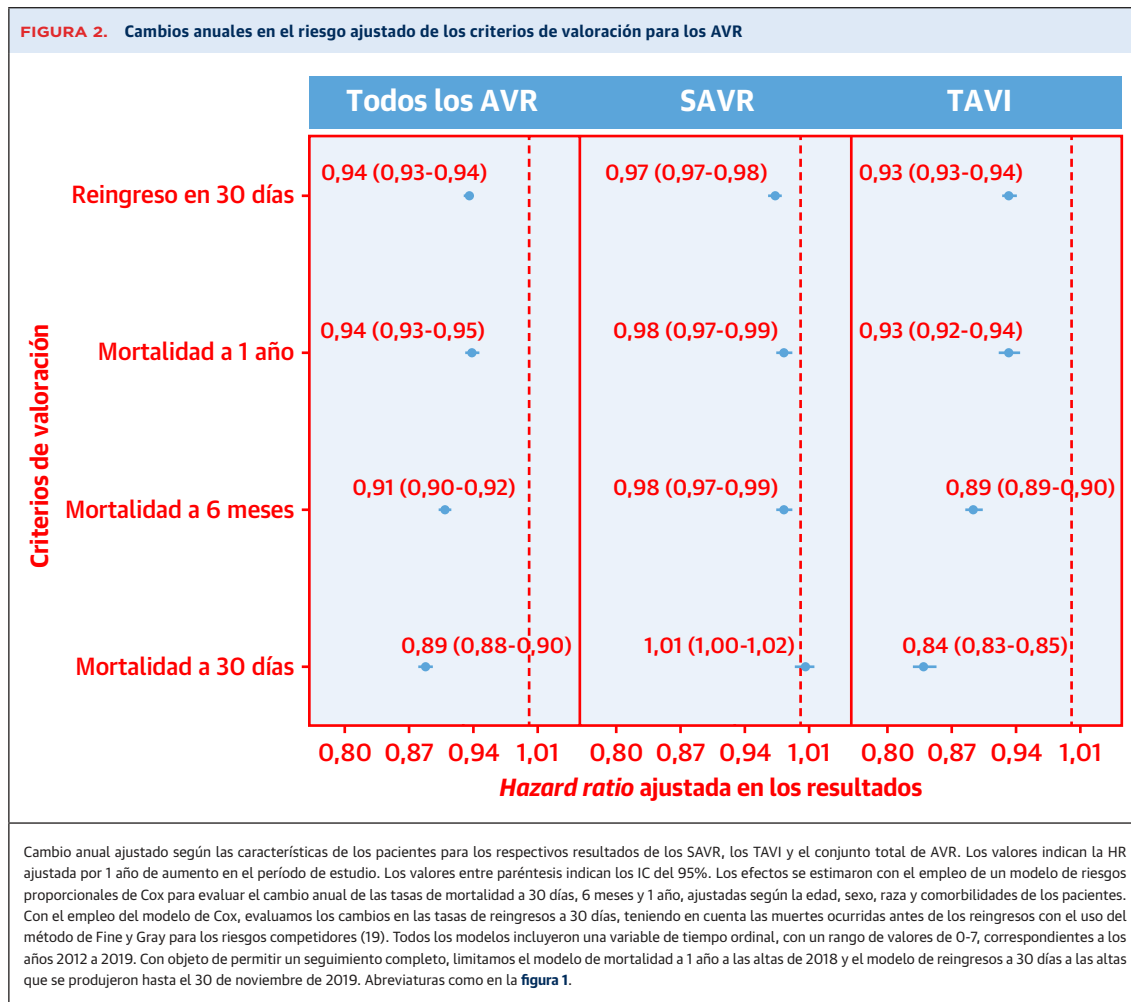 FIGURA 2. Cambios anuales en el riesgo ajustado de los criterios de valoración para los AVR
Todos los AVR SAVR TAVI
Criterios de valoración
Reingreso en 30 días 0,94 (0,93-0,94) 0,97 (0,97-0,98) 0,93 (0,93-0,94)
Mortalidad a 1 año 0,94 (0,93-0,95) 0,98 (0,97-0,99) 0,93 (0,92-0,94)
Mortalidad a 6 meses 0,91 (0,90-0,92) 0,98 (0,97-0,99) 0,89 (0,89-0,90)
Mortalidad a 30 días 0,89 (0,88-0,90) 1,01 (1,00-1,02) 0,84 (0,83-0,85)
0,80 0,87 0,94 1,01 0,80 0,87 0,94 1,01 0,80 0,87 0,94 1,01
Hazard ratio ajustada en los resultados
Cambio anual ajustado según las características de los pacientes para los respectivos resultados de los SAVR, los TAVI y el conjunto total de AVR. Los valores indican la HR
ajustada por 1 año de aumento en el período de estudio. Los valores entre paréntesis indican los IC del 95%. Los efectos se estimaron con el empleo de un modelo de riesgos
proporcionales de Cox para evaluar el cambio anual de las tasas de mortalidad a 30 días, 6 meses y 1 año, ajustadas según la edad, sexo, raza y comorbilidades de los pacientes.
Con el empleo del modelo de Cox, evaluamos los cambios en las tasas de reingresos a 30 días, teniendo en cuenta las muertes ocurridas antes de los reingresos con el uso del
método de Fine y Gray para los riesgos competidores (19). Todos los modelos incluyeron una variable de tiempo ordinal, con un rango de valores de 0-7, correspondientes a los
años 2012 a 2019. Con objeto de permitir un seguimiento completo, limitamos el modelo de mortalidad a 1 año a las altas de 2018 y el modelo de reingresos a 30 días a las altas
que se produjeron hasta el 30 de noviembre de 2019. Abreviaturas como en la figura 1.